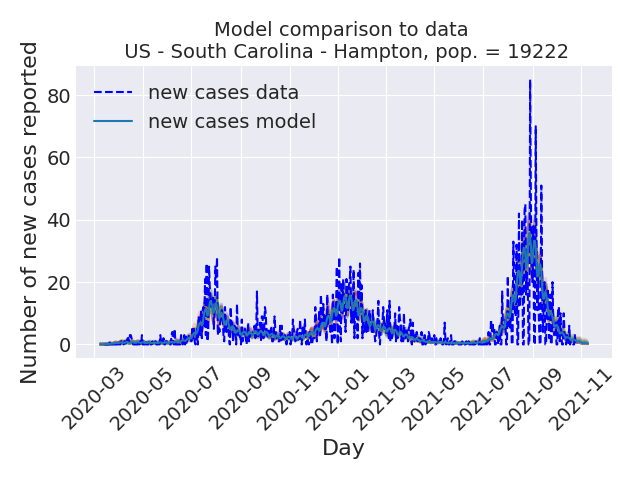 Model comparison to data
US - South Carolina - Hampton, pop. = 19222
Number of new cases reported
new cases data
new cases model
80
60
40
20
0
2020-03
2020-05
2020-07
2020-09
2020-11
2021-01
2021-03
2021-05
2021-07
2021-09
2021-11
Day